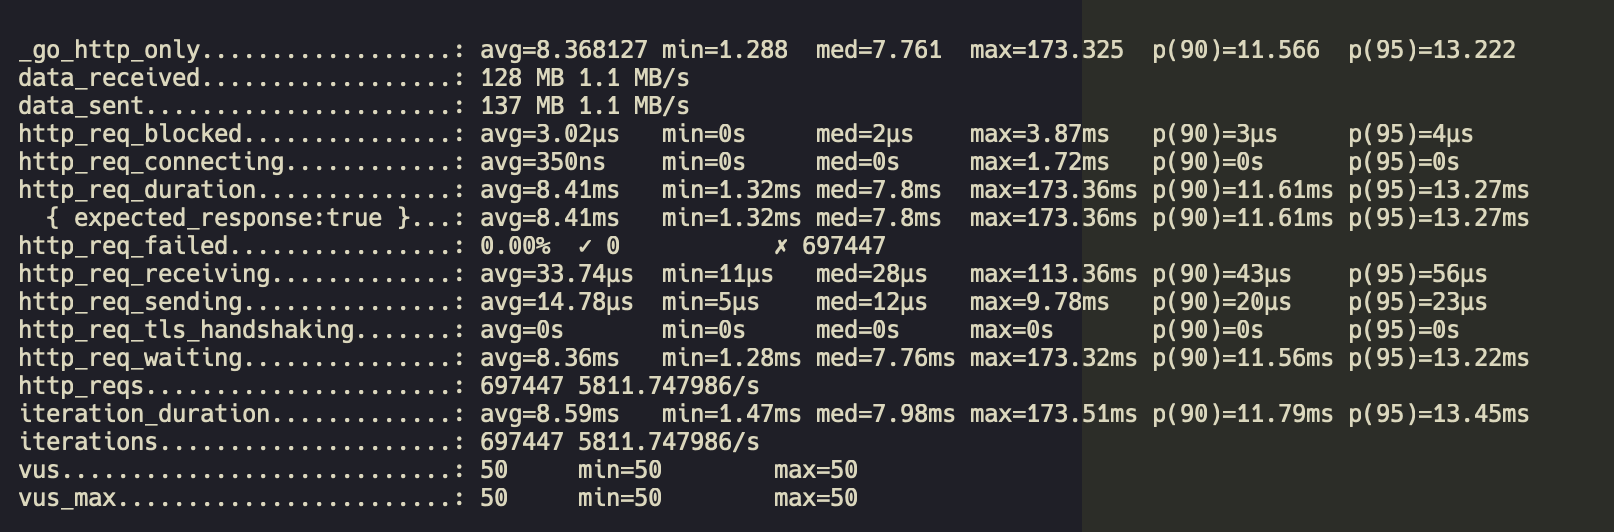 _go_http_only..................: avg=8.368127 min=1.288  med=7.761  max=173.325  p(90)=11.566  p(95)=13.222
data_received..................: 128 MB 1.1 MB/s
data_sent......................: 137 MB 1.1 MB/s
http_req_blocked...............: avg=3.02µs   min=0s     med=2µs    max=3.87ms   p(90)=3µs     p(95)=4µs
http_req_connecting............: avg=350ns    min=0s     med=0s     max=1.72ms   p(90)=0s      p(95)=0s
http_req_duration..............: avg=8.41ms   min=1.32ms med=7.8ms  max=173.36ms p(90)=11.61ms p(95)=13.27ms
  { expected_response:true }...: avg=8.41ms   min=1.32ms med=7.8ms  max=173.36ms p(90)=11.61ms p(95)=13.27ms
http_req_failed................: 0.00%  ✓ 0           ✗ 697447
http_req_receiving.............: avg=33.74µs  min=11µs   med=28µs   max=113.36ms p(90)=43µs    p(95)=56µs
http_req_sending...............: avg=14.78µs  min=5µs    med=12µs   max=9.78ms   p(90)=20µs    p(95)=23µs
http_req_tls_handshaking.......: avg=0s       min=0s     med=0s     max=0s       p(90)=0s      p(95)=0s
http_req_waiting...............: avg=8.36ms   min=1.28ms med=7.76ms max=173.32ms p(90)=11.56ms p(95)=13.22ms
http_reqs......................: 697447 5811.747986/s
iteration_duration.............: avg=8.59ms   min=1.47ms med=7.98ms max=173.51ms p(90)=11.79ms p(95)=13.45ms
iterations.....................: 697447 5811.747986/s
vus............................: 50     min=50        max=50
vus_max........................: 50     min=50        max=50